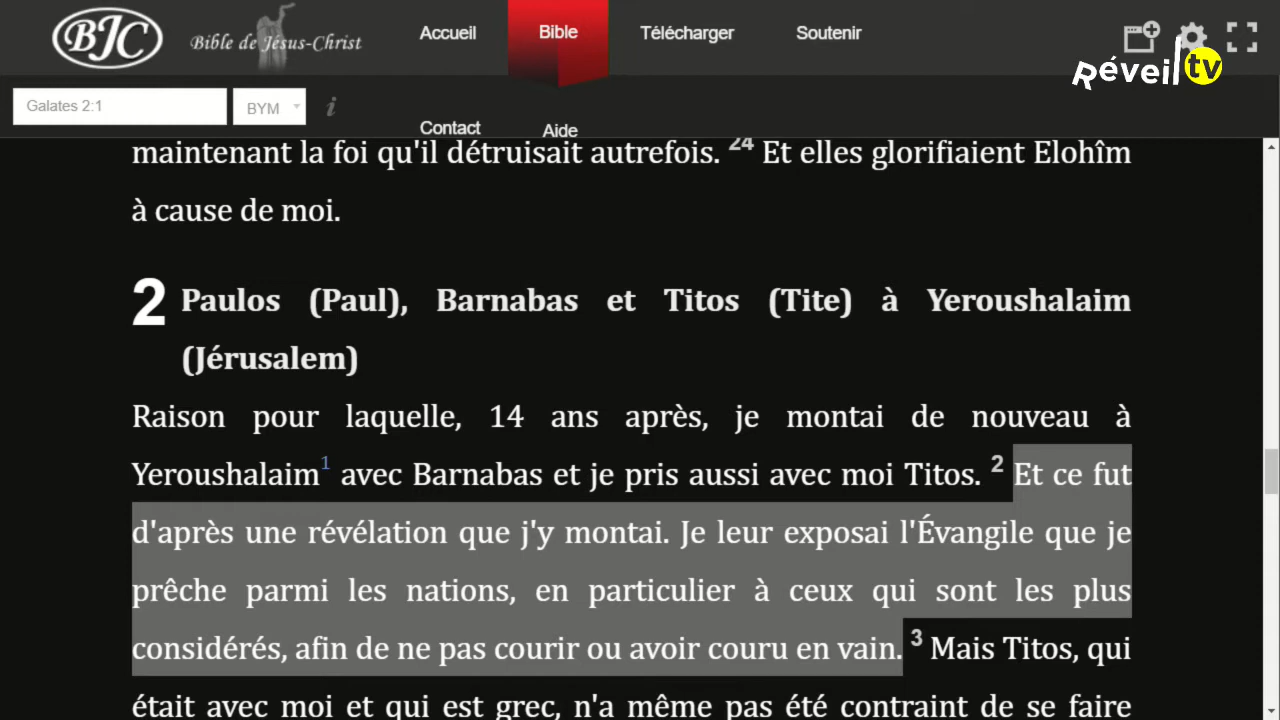 BJC Bible de Jésus-Christ
Accueil Bible Télécharger Soutenir
Réveil tv
Galates 2:1 BYM i
Contact Aide
maintenant la foi qu'il détruisait autrefois. 24 Et elles glorifiaient Elohîm
à cause de moi.
2 Paulos (Paul), Barnabas et Titos (Tite) à Yeroushalaim
(Jérusalem)
Raison pour laquelle, 14 ans après, je montai de nouveau à
Yeroushalaim1 avec Barnabas et je pris aussi avec moi Titos. 2 Et ce fut
d'après une révélation que j'y montai. Je leur exposai l'Évangile que je
prêche parmi les nations, en particulier à ceux qui sont les plus
considérés, afin de ne pas courir ou avoir couru en vain. 3 Mais Titos, qui
était avec moi et qui est grec, n'a même pas été contraint de se faire